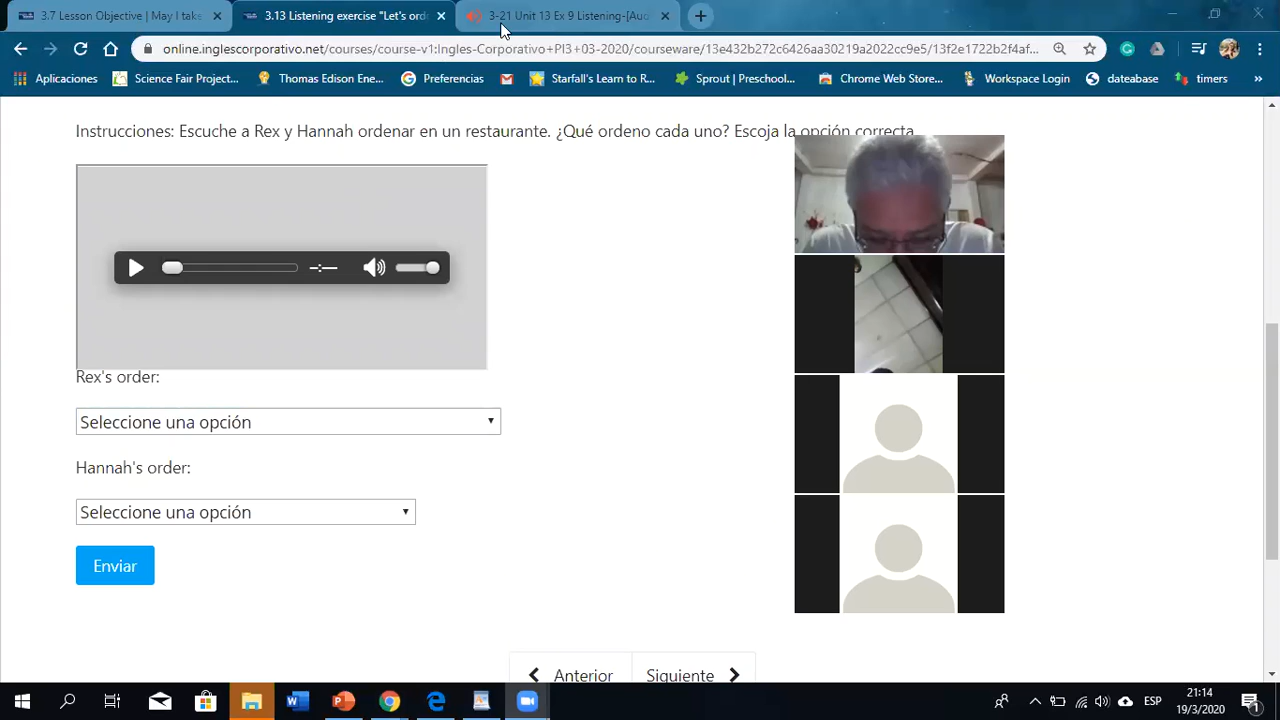 3.7 Lesson Objective | May I take
3.13 Listening exercise "Let's ord
3-21 Unit 13 Ex 9 Listening-[Aud
online.inglescorporativo.net/courses/course-v1:Ingles-Corporativo+PI3+03-2020/courseware/13e432b272c6426aa30219a2022cc9e5/13f2e1722b2f4af...
Aplicaciones Science Fair Project... Thomas Edison Ene... Preferencias Starfall's Learn to R... Sprout | Preschool... Chrome Web Store... Workspace Login dateabase timers
Instrucciones: Escuche a Rex y Hannah ordenar en un restaurante. ¿Qué ordeno cada uno? Escoja la opción correcta.
-:--
Rex's order:
Seleccione una opción
Hannah's order:
Seleccione una opción
Enviar
Anterior Siguiente
ESP
21:14
19/3/2020